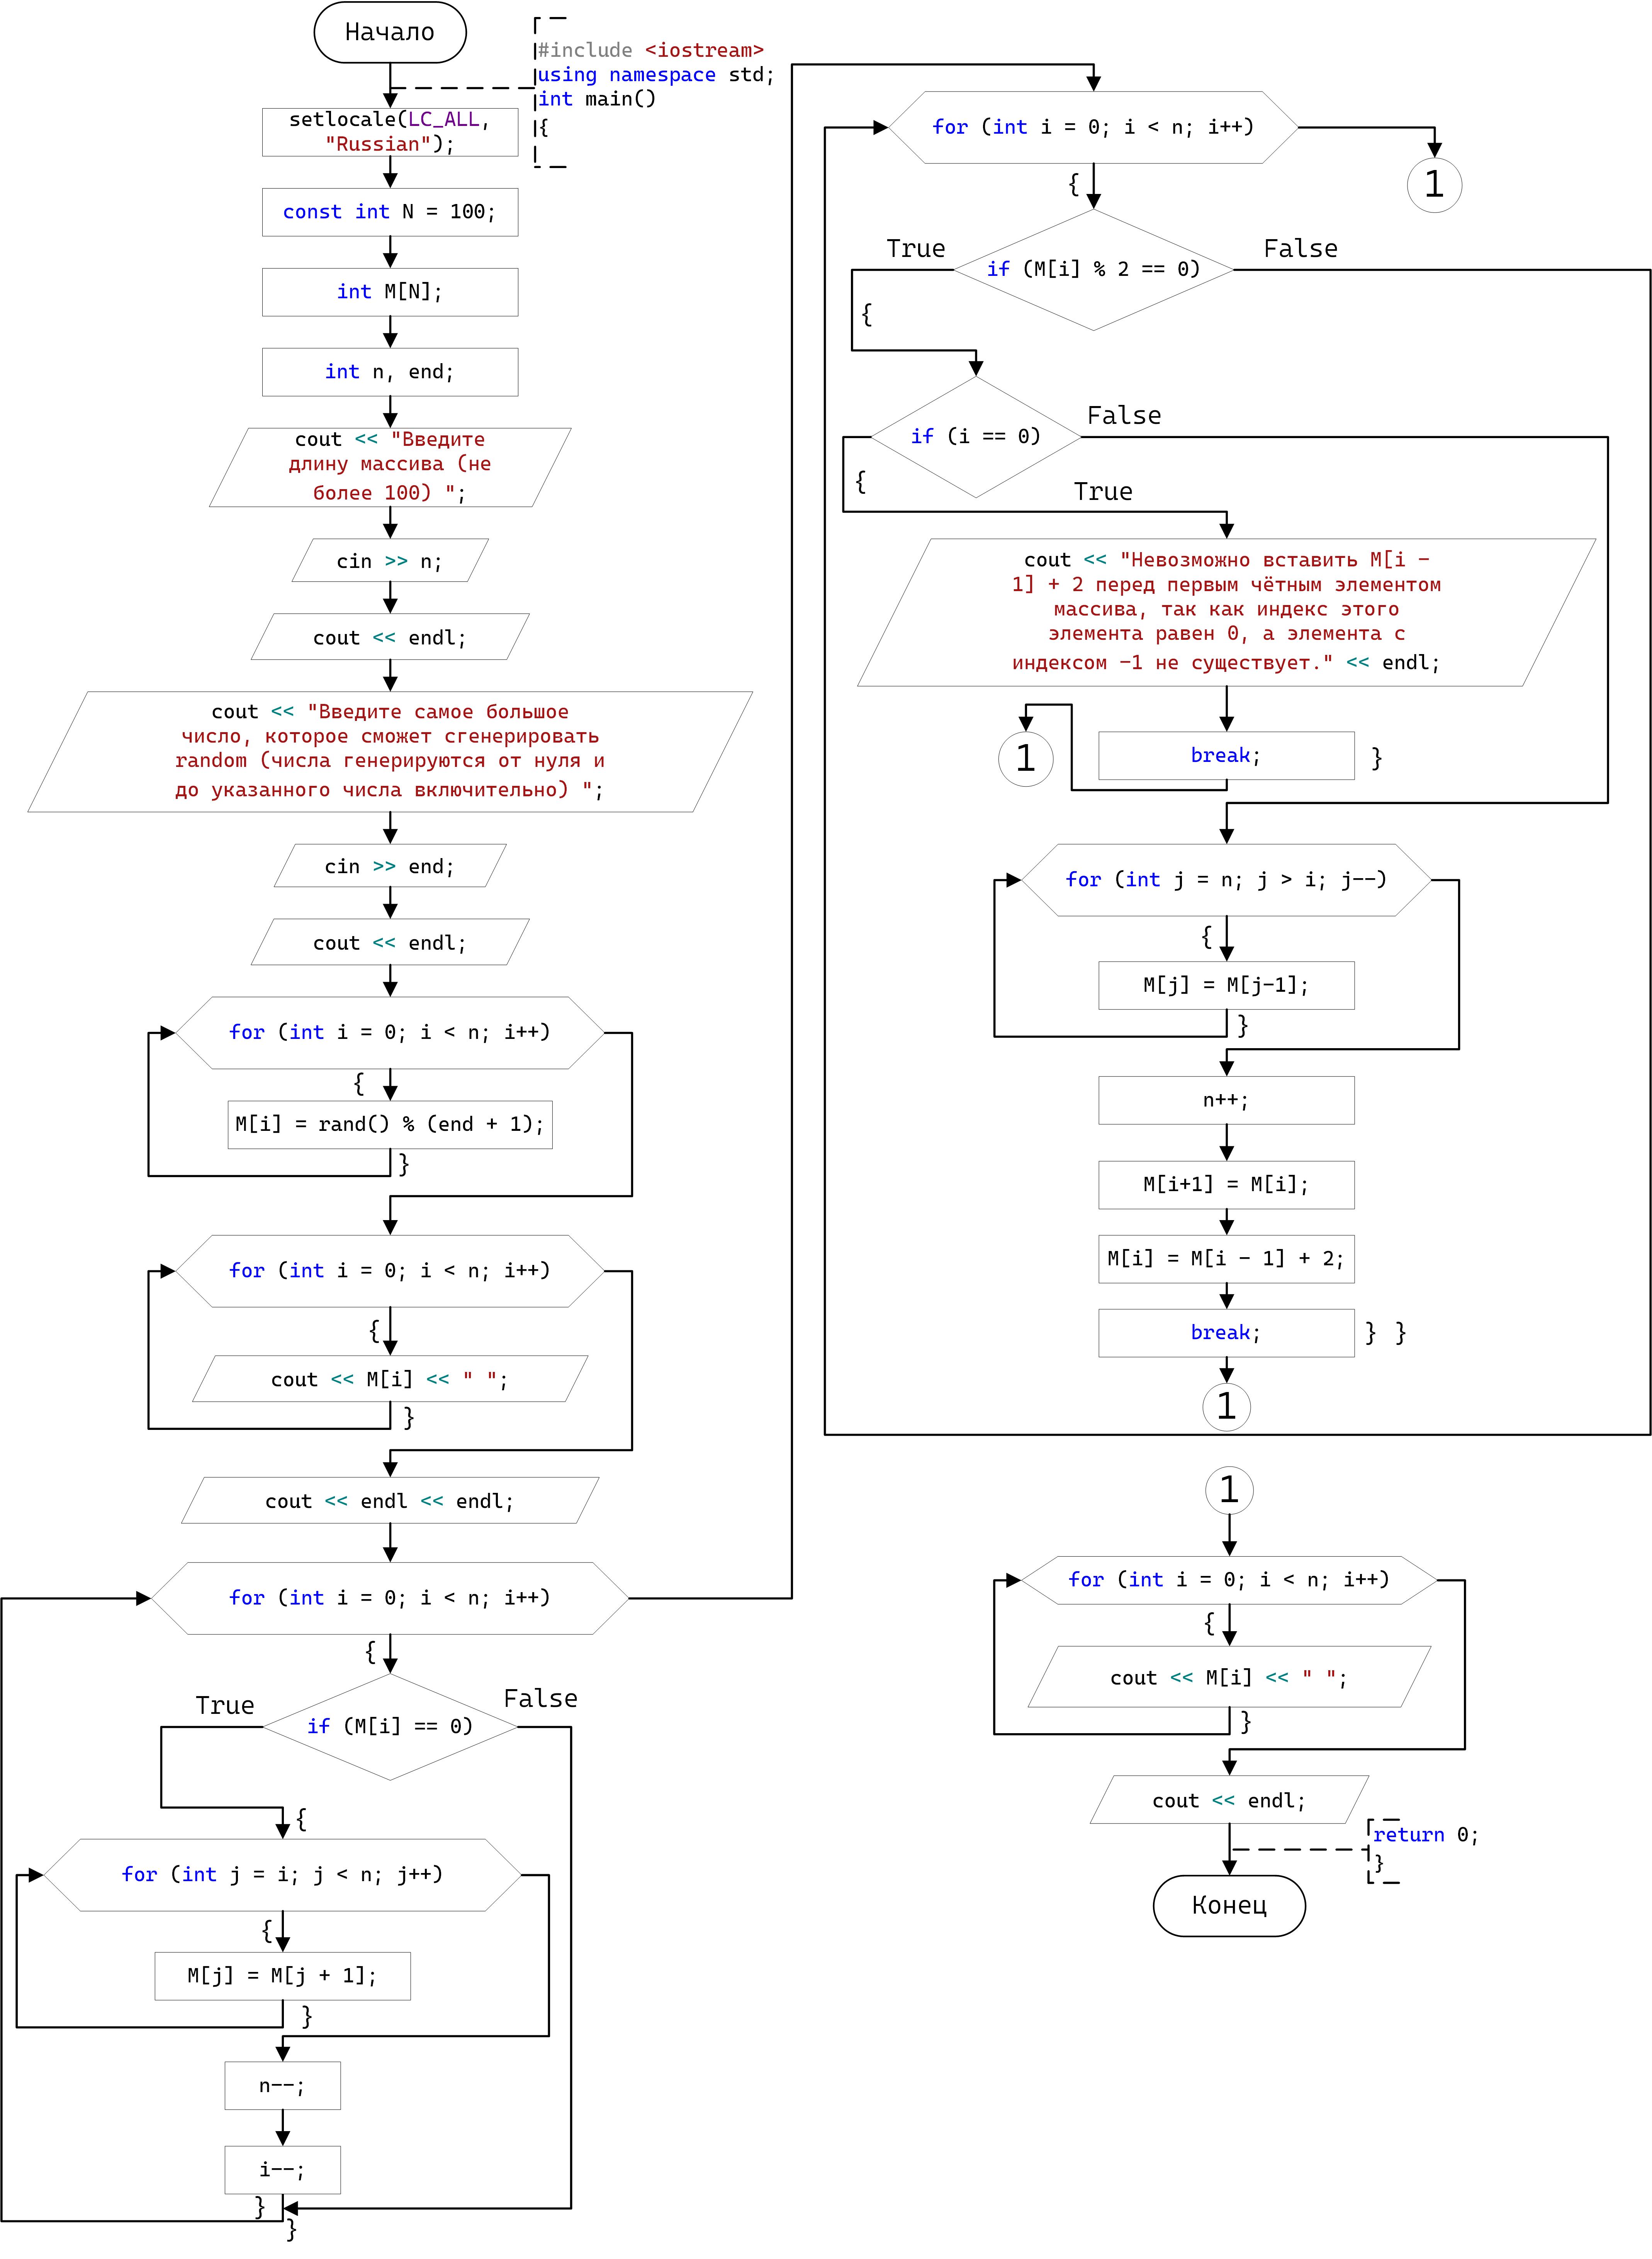 Начало
#include <iostream>
using namespace std;
int main()
{
setlocale(LC_ALL,
"Russian");
const int N = 100;
int M[N];
int n, end;
cout << "Введите
длину массива (не
более 100) ";
cin >> n;
cout << endl;
cout << "Введите самое большое
число, которое сможет сгенерировать
random (числа генерируются от нуля и
до указанного числа включительно) ";
cin >> end;
cout << endl;
for (int i = 0; i < n; i++)
{
M[i] = rand() % (end + 1);
}
for (int i = 0; i < n; i++)
{
cout << M[i] << " ";
}
cout << endl << endl;
for (int i = 0; i < n; i++)
{
True
False
if (M[i] == 0)
{
for (int j = i; j < n; j++)
{
M[j] = M[j + 1];
}
n--;
i--;
}
}
for (int i = 0; i < n; i++)
1
{
True
False
if (M[i] % 2 == 0)
{
False
if (i == 0)
{
True
cout << "Невозможно вставить M[i -
1] + 2 перед первым чётным элементом
массива, так как индекс этого
элемента равен 0, а элемента с
индексом -1 не существует." << endl;
1
break;
}
for (int j = n; j > i; j--)
{
M[j] = M[j-1];
}
n++;
M[i+1] = M[i];
M[i] = M[i - 1] + 2;
break;
} }
1
1
for (int i = 0; i < n; i++)
{
cout << M[i] << " ";
}
cout << endl;
return 0;
}
Конец